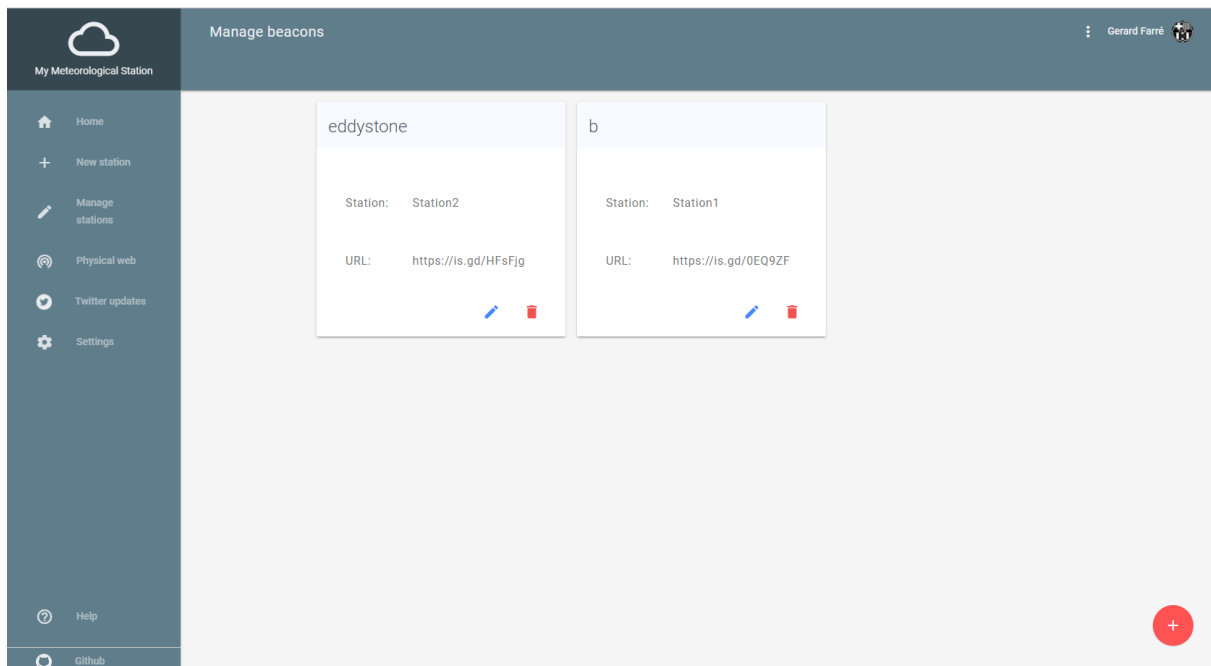 My Meteorological Station
Manage beacons
Gerard Farré
Home
New station
Manage
stations
Physical web
Twitter updates
Settings
Help
Github
eddystone
Station: Station2
URL: https://is.gd/HFsFjg
b
Station: Station1
URL: https://is.gd/0EQ9ZF